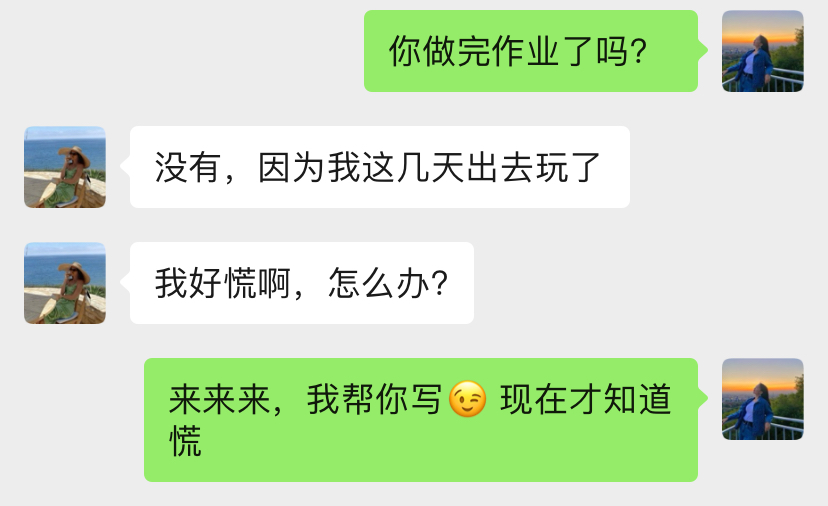 你做完作业了吗？
没有，因为我这几天出去玩了
我好慌啊，怎么办？
来来来，我帮你写😉 现在才知道
慌